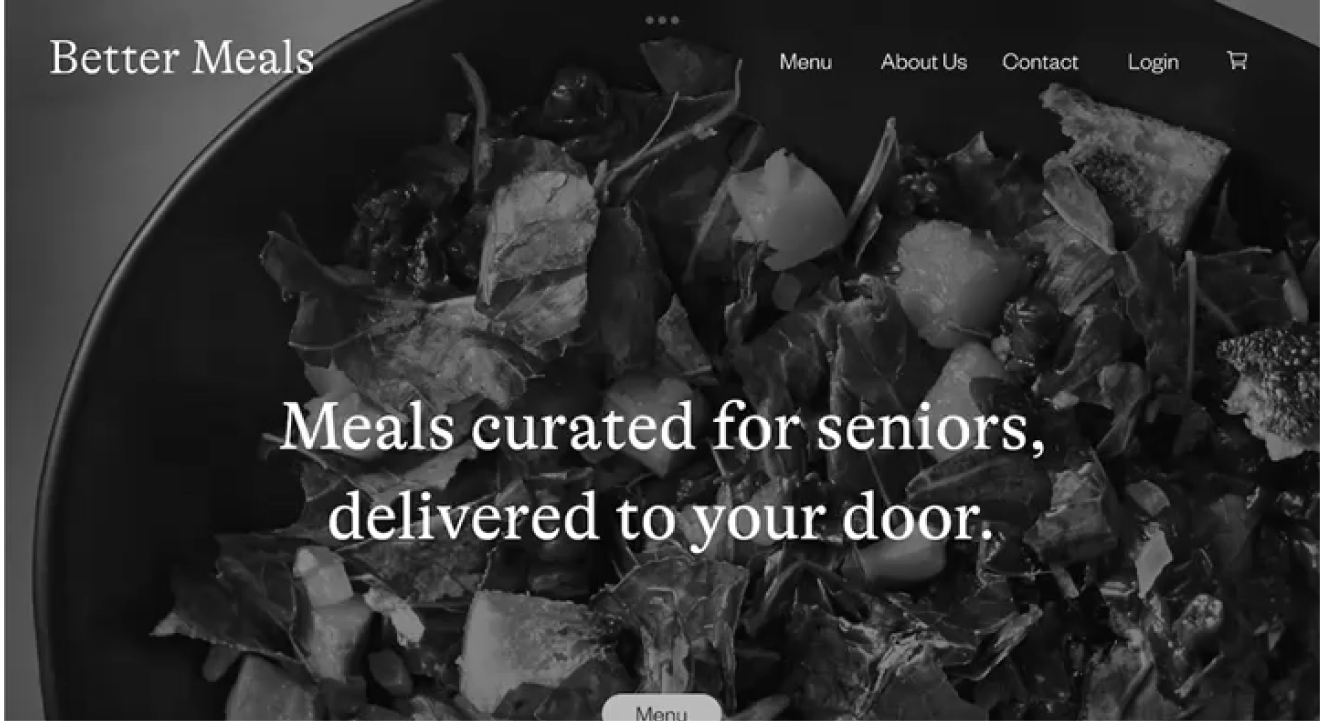 Better Meals
Menu
About Us
Contact
Login
Meals curated for seniors,
delivered to your door.
Menu